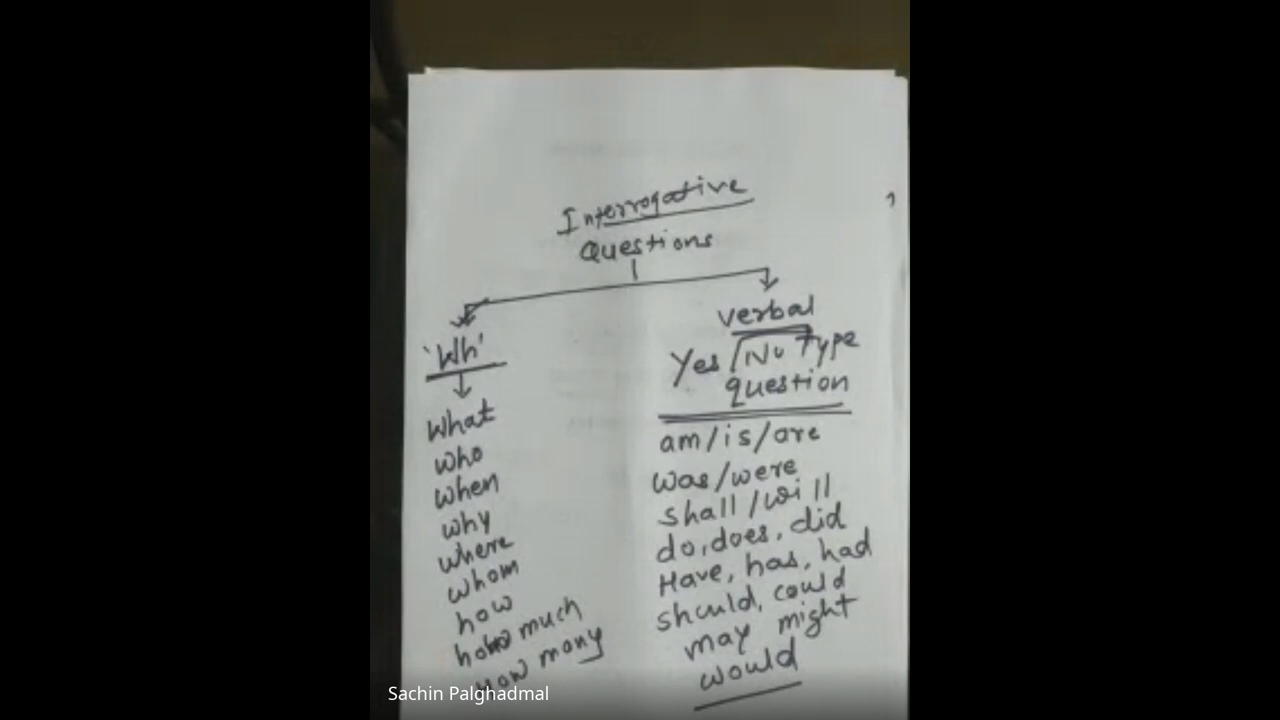 Interrogative
Questions
'Wh'
What
who
when
why
where
whom
how
how much
how many
verbal
Yes/No Type
question
am/is/are
was/were
shall/will
do, does, did
Have, has, had
should, could
may might
would
Sachin Palghadmal